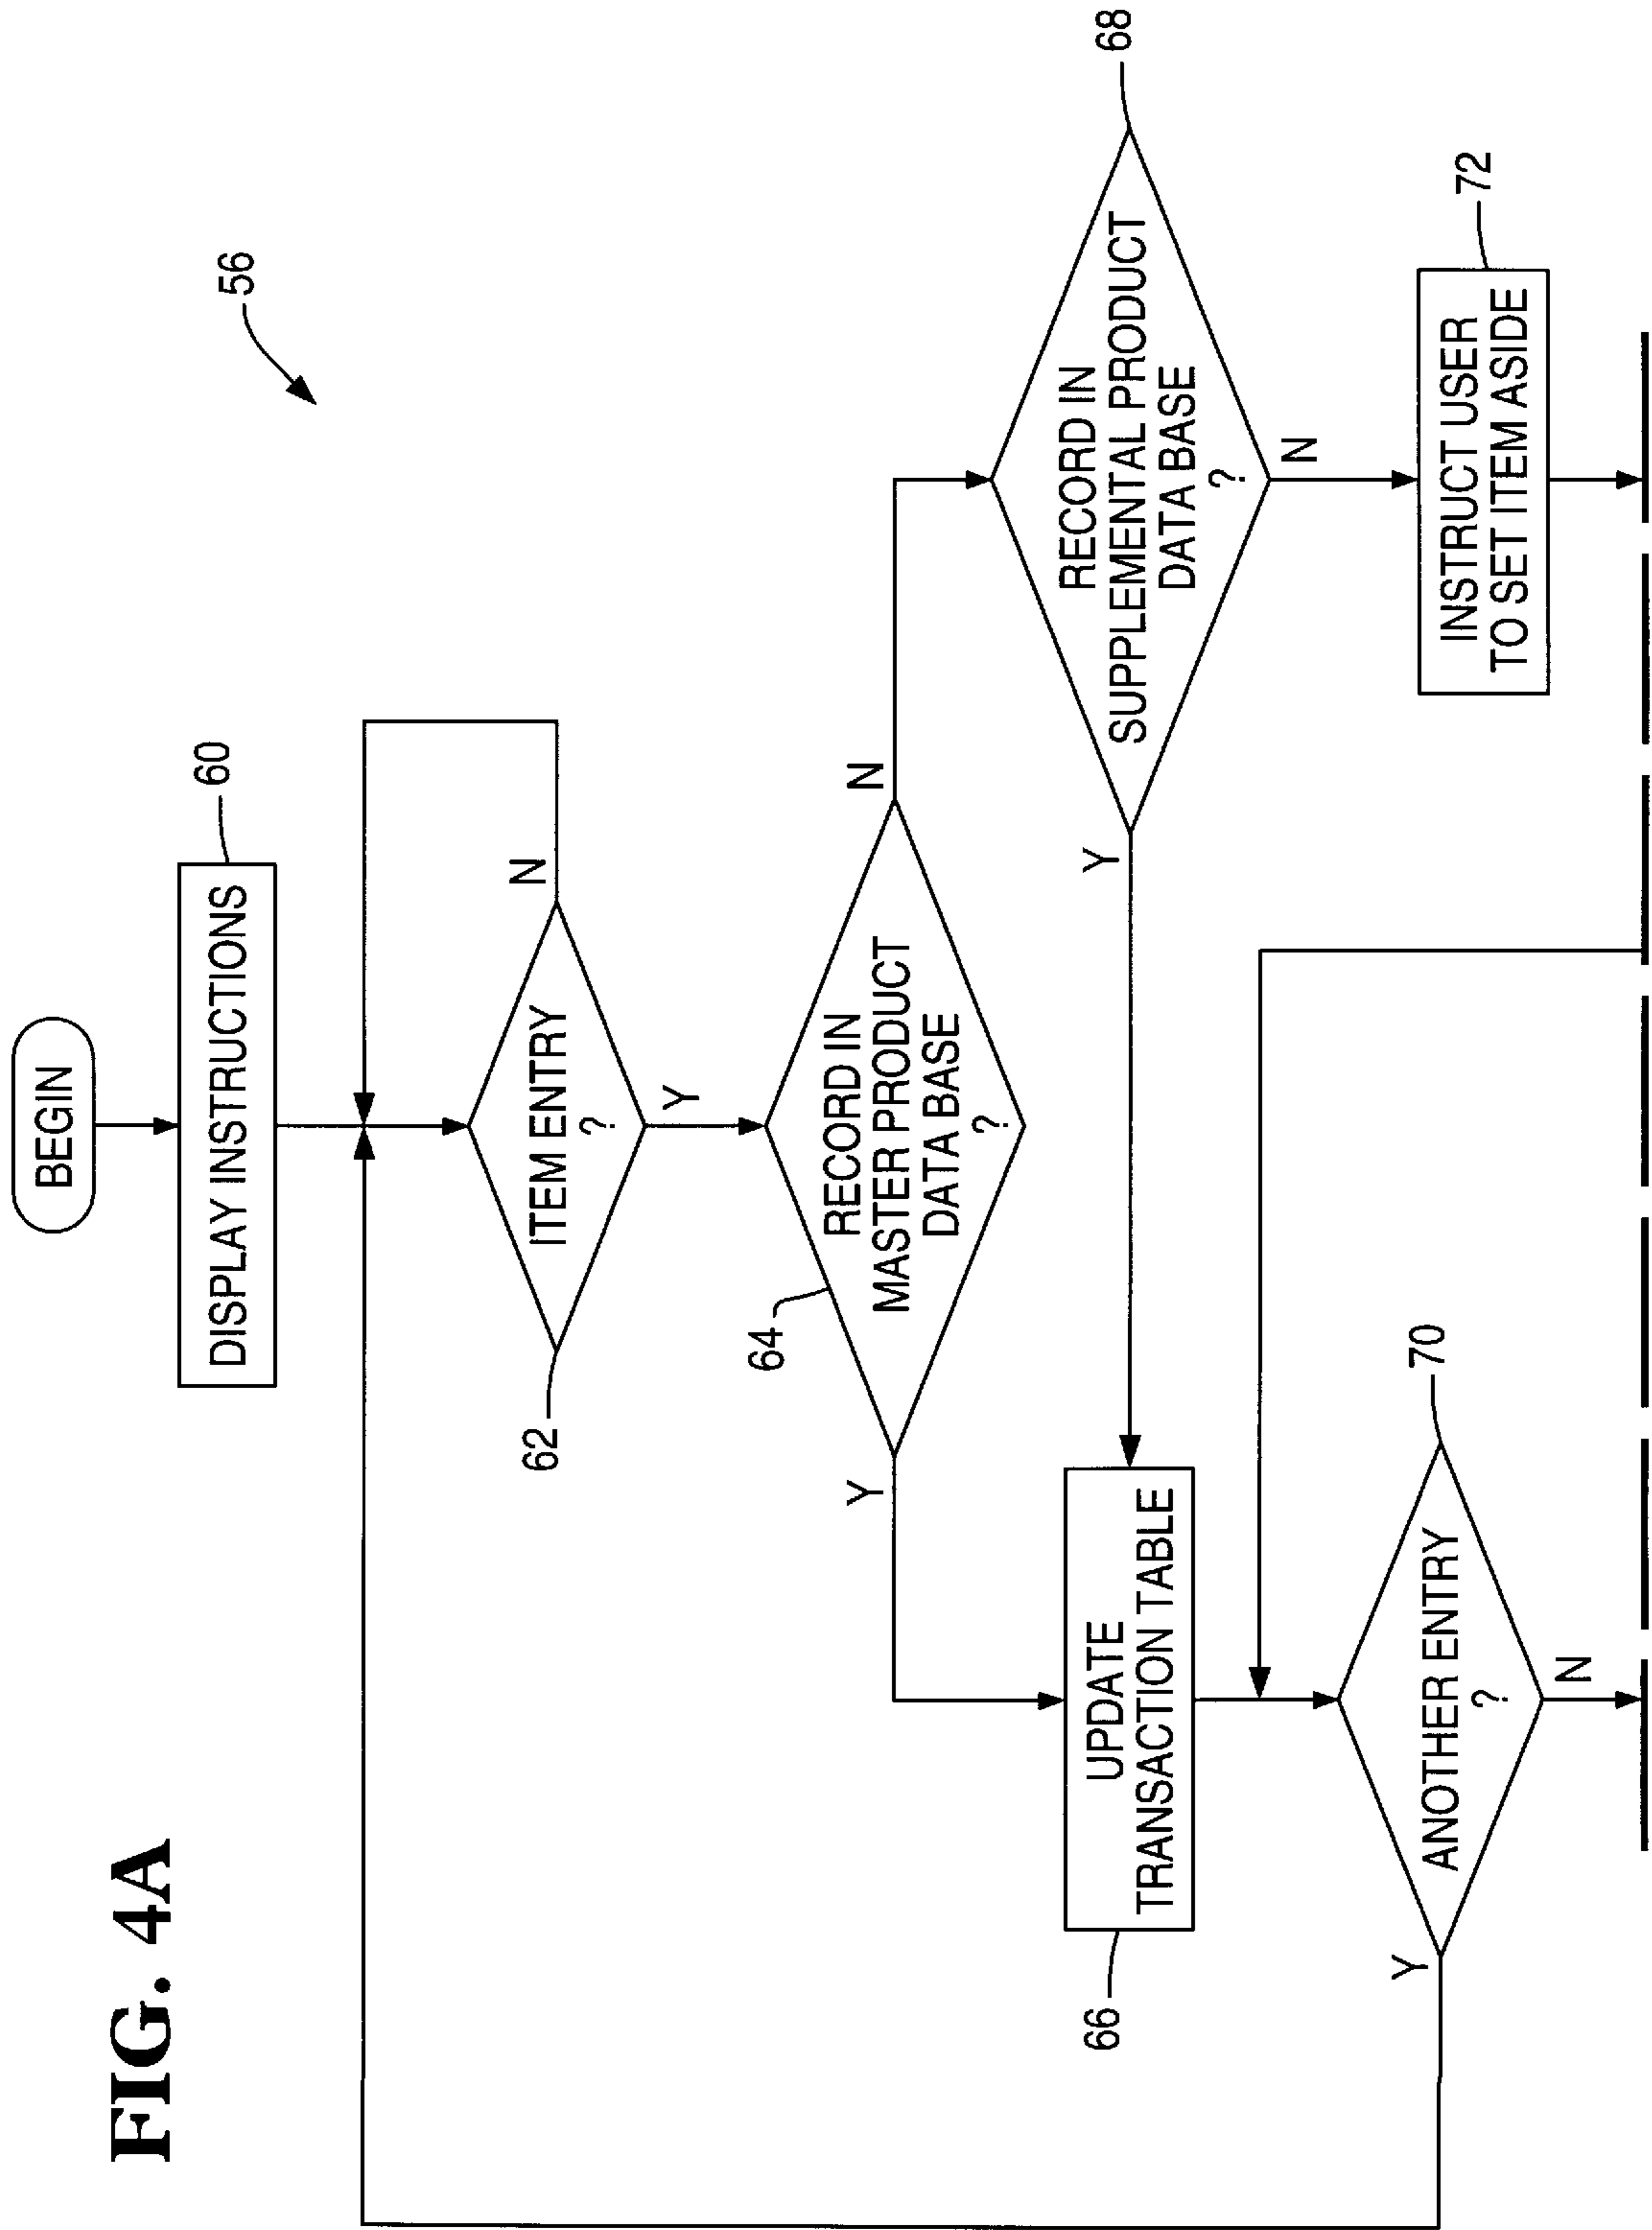 FIG. 4A
56
BEGIN
DISPLAY INSTRUCTIONS
60
ITEM ENTRY
?
62
N
Y
RECORD IN
MASTER PRODUCT
DATA BASE
?
64
Y
N
RECORD IN
SUPPLEMENTAL PRODUCT
DATA BASE
?
68
Y
N
UPDATE
TRANSACTION TABLE
66
ANOTHER ENTRY
?
70
Y
N
INSTRUCT USER
TO SET ITEM ASIDE
72